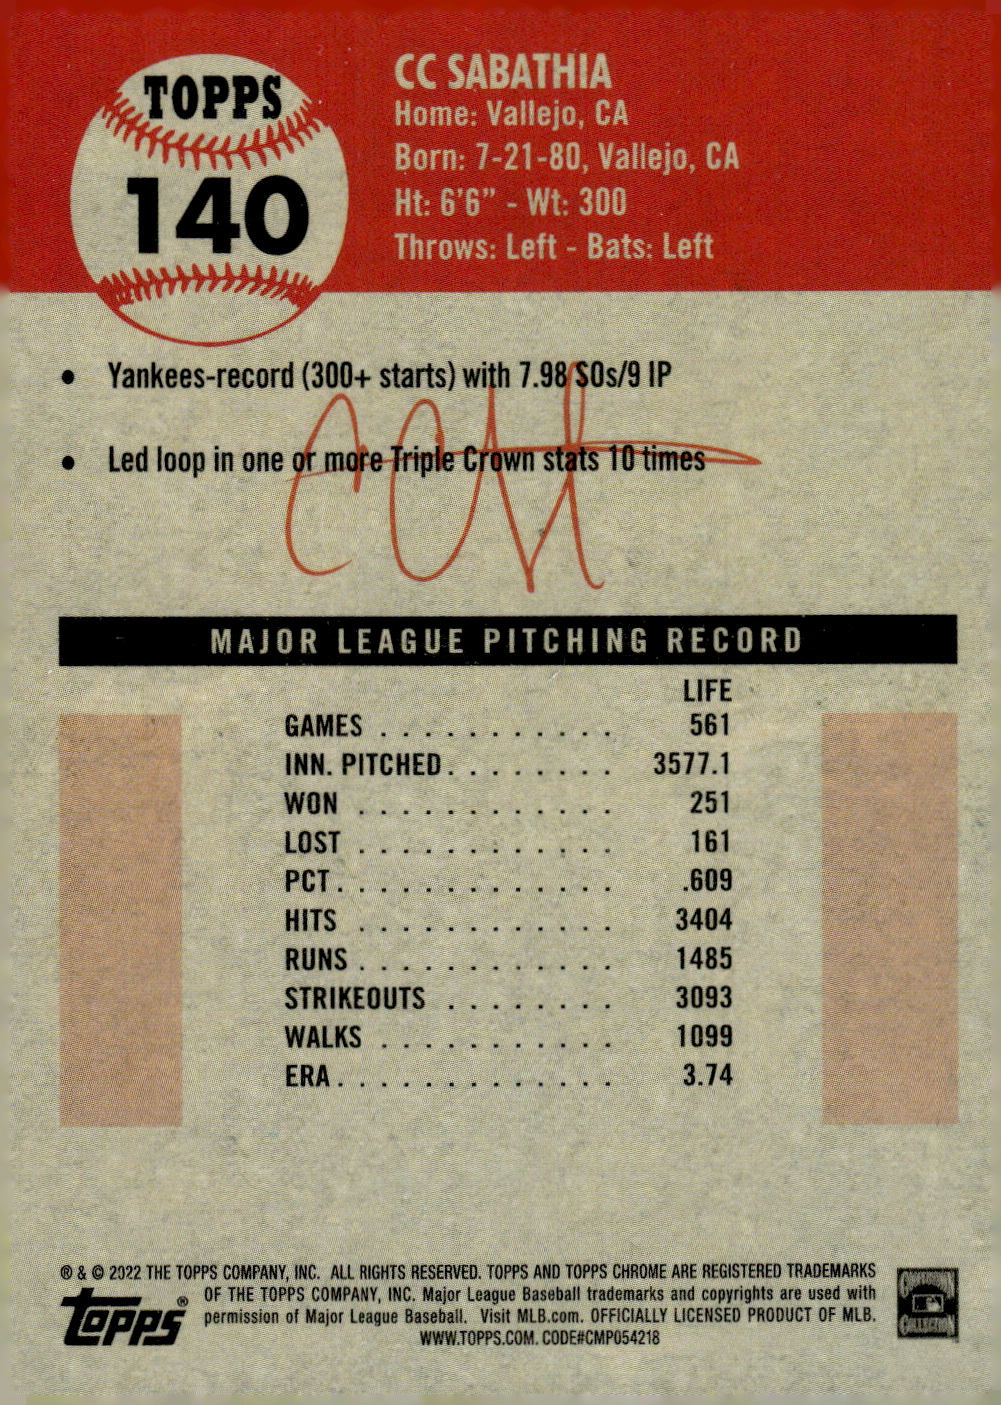 TOPPS
140
CC SABATHIA
Home: Vallejo, CA
Born: 7-21-80, Vallejo, CA
Ht: 6'6” - Wt: 300
Throws: Left - Bats: Left
• Yankees-record (300+ starts) with 7.98 SOs/9 IP
• Led loop in one or more Triple Crown stats 10 times
MAJOR LEAGUE PITCHING RECORD
LIFE
GAMES . . . . . . . . . . . 561
INN. PITCHED. . . . . . . . 3577.1
WON . . . . . . . . . . . . 251
LOST . . . . . . . . . . . . 161
PCT. . . . . . . . . . . . . .609
HITS . . . . . . . . . . . . 3404
RUNS . . . . . . . . . . . . 1485
STRIKEOUTS . . . . . . . . 3093
WALKS . . . . . . . . . . . 1099
ERA. . . . . . . . . . . . . 3.74
® & © 2022 THE TOPPS COMPANY, INC. ALL RIGHTS RESERVED. TOPPS AND TOPPS CHROME ARE REGISTERED TRADEMARKS
OF THE TOPPS COMPANY, INC. Major League Baseball trademarks and copyrights are used with
permission of Major League Baseball. Visit MLB.com. OFFICIALLY LICENSED PRODUCT OF MLB.
WWW.TOPPS.COM. CODE#CMP054218
Topps®
COOPERSTOWN
COLLECTION